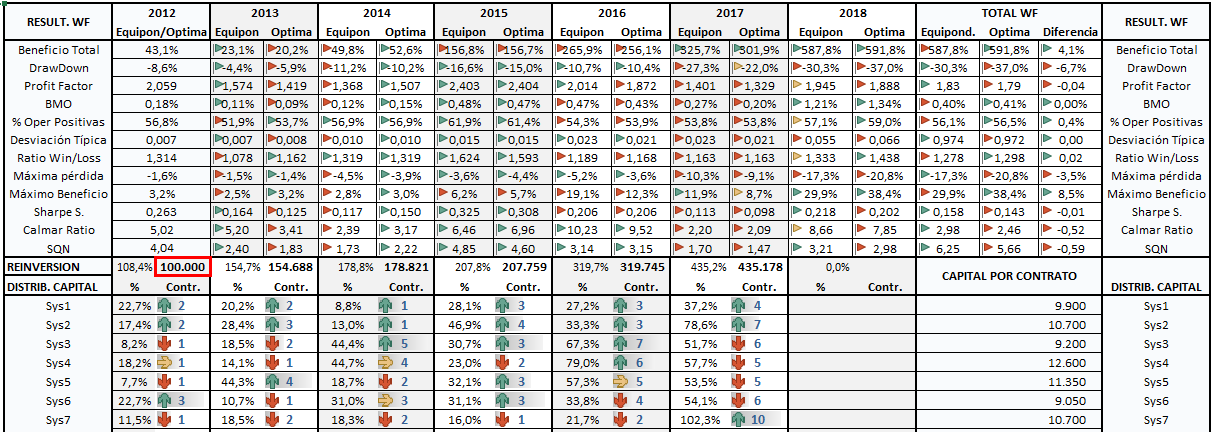 RESULT. WF 2012 2013 2014 2015 2016 2017 2018 TOTAL WF RESULT. WF
Equipon/Optima Equipon Optima Equipon Optima Equipon Optima Equipon Optima Equipon Optima Equipon Optima Equipond. Optima Diferencia
Beneficio Total 43,1% 23,1% 20,2% 49,8% 52,6% 156,8% 156,7% 265,9% 256,1% 325,7% 301,9% 587,8% 591,8% 587,8% 591,8% 4,1% Beneficio Total
DrawDown -8,6% -4,4% -5,9% -11,2% -10,2% -16,6% -15,0% -10,7% -10,4% -27,3% -22,0% -30,3% -37,0% -30,3% -37,0% -6,7% DrawDown
Profit Factor 2,059 1,574 1,419 1,368 1,507 2,403 2,404 2,014 1,872 1,401 1,329 1,945 1,888 1,83 1,79 -0,04 Profit Factor
BMO 0,18% 0,11% 0,09% 0,12% 0,15% 0,48% 0,47% 0,47% 0,43% 0,27% 0,20% 1,21% 1,18% 0,40% 0,41% 0,00% BMO
% Oper Positivas 56,8% 51,9% 53,7% 56,9% 56,9% 61,9% 61,4% 54,3% 53,9% 53,8% 53,8% 57,1% 59,0% 56,1% 56,5% 0,4% % Oper Positivas
Desviación Típica 0,007 0,007 0,008 0,010 0,010 0,015 0,015 0,023 0,021 0,023 0,021 0,055 0,066 0,974 0,972 0,00 Desviación Típica
Ratio Win/Loss 1,314 1,078 1,162 1,319 1,319 1,624 1,593 1,189 1,168 1,163 1,163 1,333 1,438 1,278 1,298 0,02 Ratio Win/Loss
Máxima pérdida -1,6% -1,5% -1,4% -4,5% -3,9% -3,6% -4,4% -5,2% -3,6% -10,3% -9,1% -17,3% -20,8% -17,3% -20,8% -3,5% Máxima pérdida
Máximo Beneficio 3,2% 2,5% 3,2% 2,8% 3,0% 6,2% 5,7% 19,1% 12,3% 11,9% 8,7% 29,9% 38,4% 29,9% 38,4% 8,5% Máximo Beneficio
Sharpe S. 0,263 0,164 0,125 0,117 0,150 0,325 0,308 0,206 0,206 0,113 0,098 0,218 0,202 0,158 0,143 -0,01 Sharpe S.
Calmar Ratio 5,02 5,20 3,41 2,39 3,17 6,46 6,96 10,23 9,52 2,20 2,09 8,66 7,85 2,98 2,46 -0,52 Calmar Ratio
SQN 4,04 2,40 1,83 1,73 2,22 4,85 4,60 3,14 3,15 1,70 1,47 3,21 2,98 6,25 5,66 -0,59 SQN
REINVERSION 108,4% 100.000 154,7% 154.688 178,8% 178.821 207,8% 207.759 319,7% 319.745 435,2% 435.178 0,0% CAPITAL POR CONTRATO
DISTRIB. CAPITAL % Contr. % Contr. % Contr. % Contr. % Contr. % Contr. DISTRIB. CAPITAL
Sys1 22,7% 2 20,2% 2 8,8% 1 28,1% 3 27,2% 3 37,2% 4 9.900 Sys1
Sys2 17,4% 2 28,4% 3 13,0% 1 46,9% 4 33,3% 3 78,6% 7 10.700 Sys2
Sys3 8,2% 1 18,5% 2 44,4% 5 30,7% 3 67,3% 7 51,7% 6 9.200 Sys3
Sys4 18,2% 1 14,1% 1 44,7% 4 23,0% 2 79,0% 6 57,7% 5 12.600 Sys4
Sys5 7,7% 1 44,3% 4 18,7% 2 32,1% 3 57,3% 5 53,5% 5 11.350 Sys5
Sys6 22,7% 3 10,7% 1 31,0% 3 31,1% 3 33,8% 4 54,1% 6 9.050 Sys6
Sys7 11,5% 1 18,5% 2 18,3% 2 16,0% 1 21,7% 2 102,3% 10 10.700 Sys7